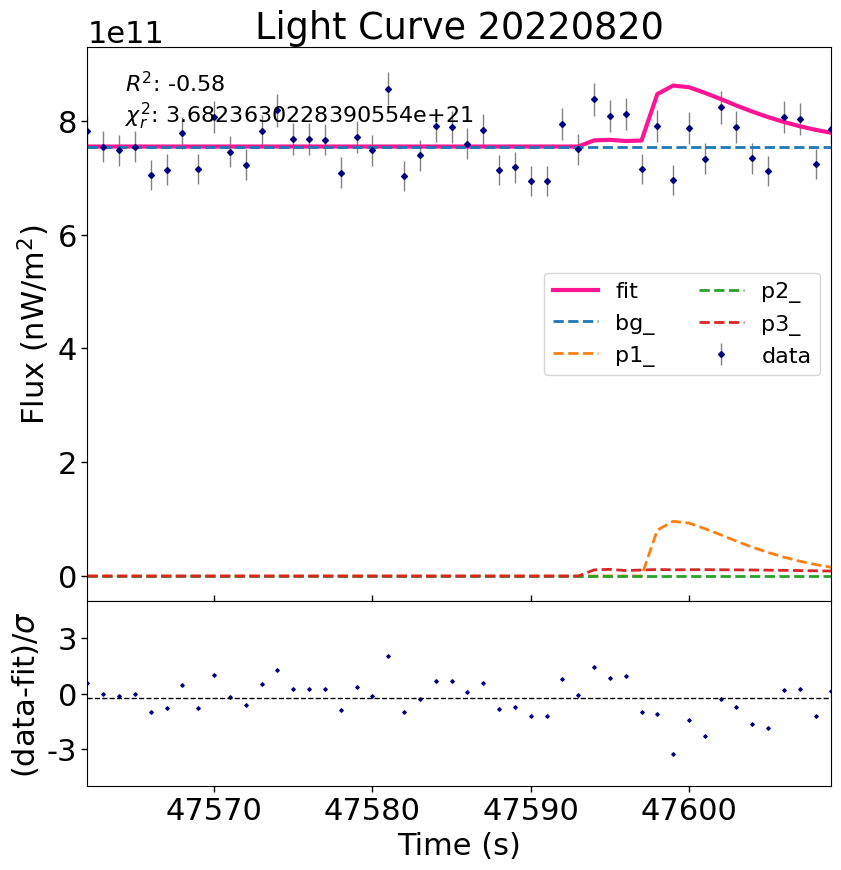 Light Curve 20220820
1e11
R²: -0.58
χ²ᵣ: 3.6823630228390554e+21
8
6
4
2
0
Flux (nW/m²)
fit
bg_
p1_
p2_
p3_
data
3
0
-3
(data-fit)/σ
47570 47580 47590 47600
Time (s)